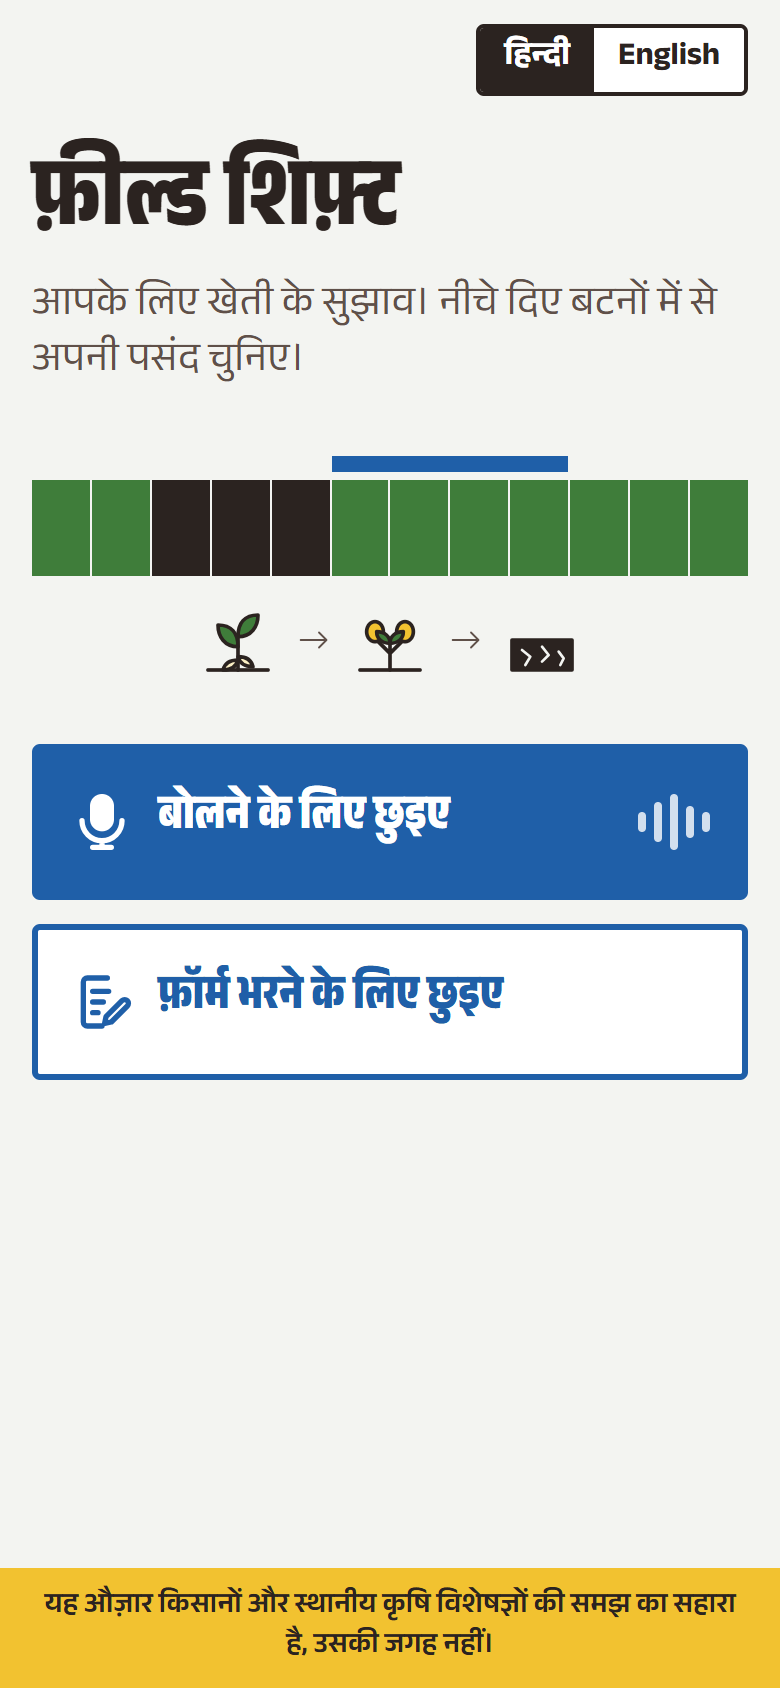 हिन्दी English
फ़ील्ड शिफ़्ट
आपके लिए खेती के सुझाव। नीचे दिए बटनों में से
अपनी पसंद चुनिए।
बोलने के लिए छुइए
फ़ॉर्म भरने के लिए छुइए
यह औज़ार किसानों और स्थानीय कृषि विशेषज्ञों की समझ का सहारा
है, उसकी जगह नहीं।